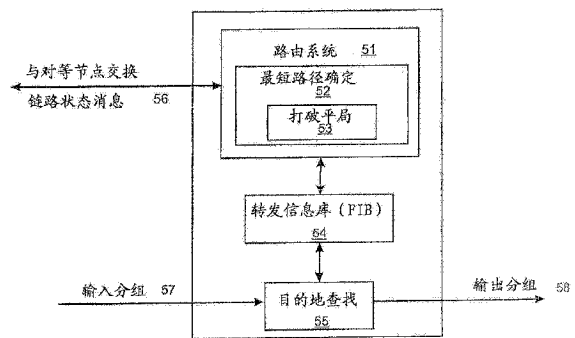 路由系统 51
与对等节点交换
链路状态消息 56
最短路径确定
52
打破平局
53
转发信息库(FIB)
54
输入分组 57
目的地查找
55
输出分组 58